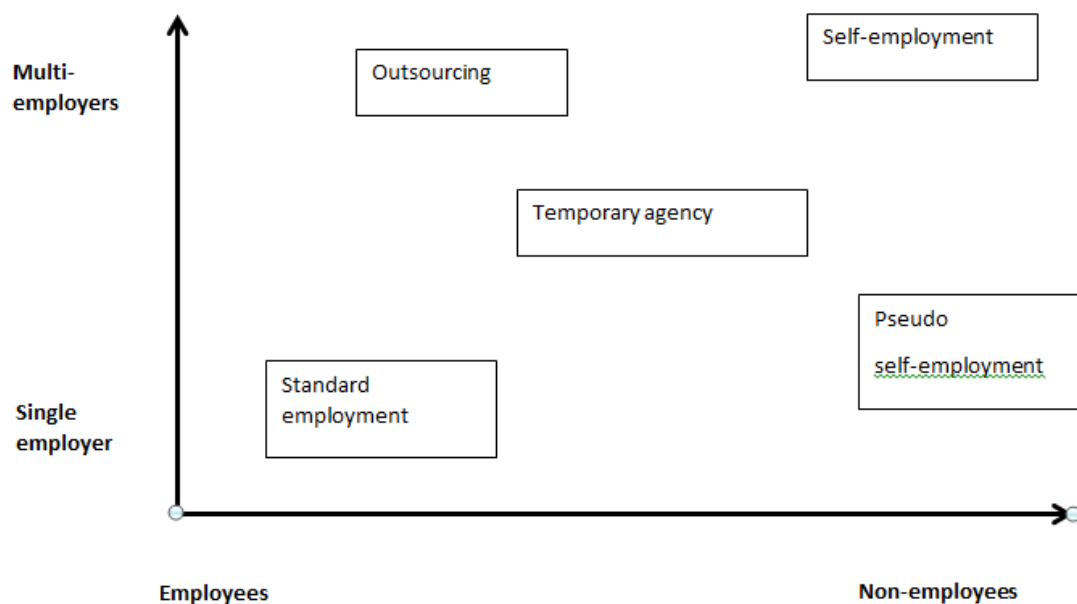 Self-employment
Multi-
employers
Outsourcing
Temporary agency
Pseudo
self-employment
Standard
employment
Single
employer
Employees
Non-employees